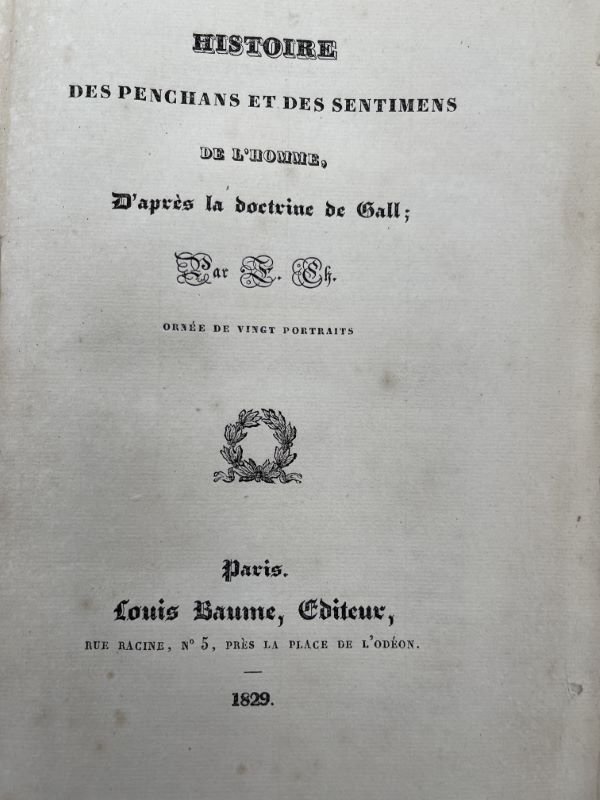 HISTOIRE
DES PENCHANS ET DES SENTIMENS
DE L'HOMME,
D'après la doctrine de Gall;
Par E. Ch.
ORNÉE DE VINGT PORTRAITS
Paris.
Louis Baume, Editeur,
RUE RACINE, N° 5, PRÈS LA PLACE DE L'ODÉON.
1829.